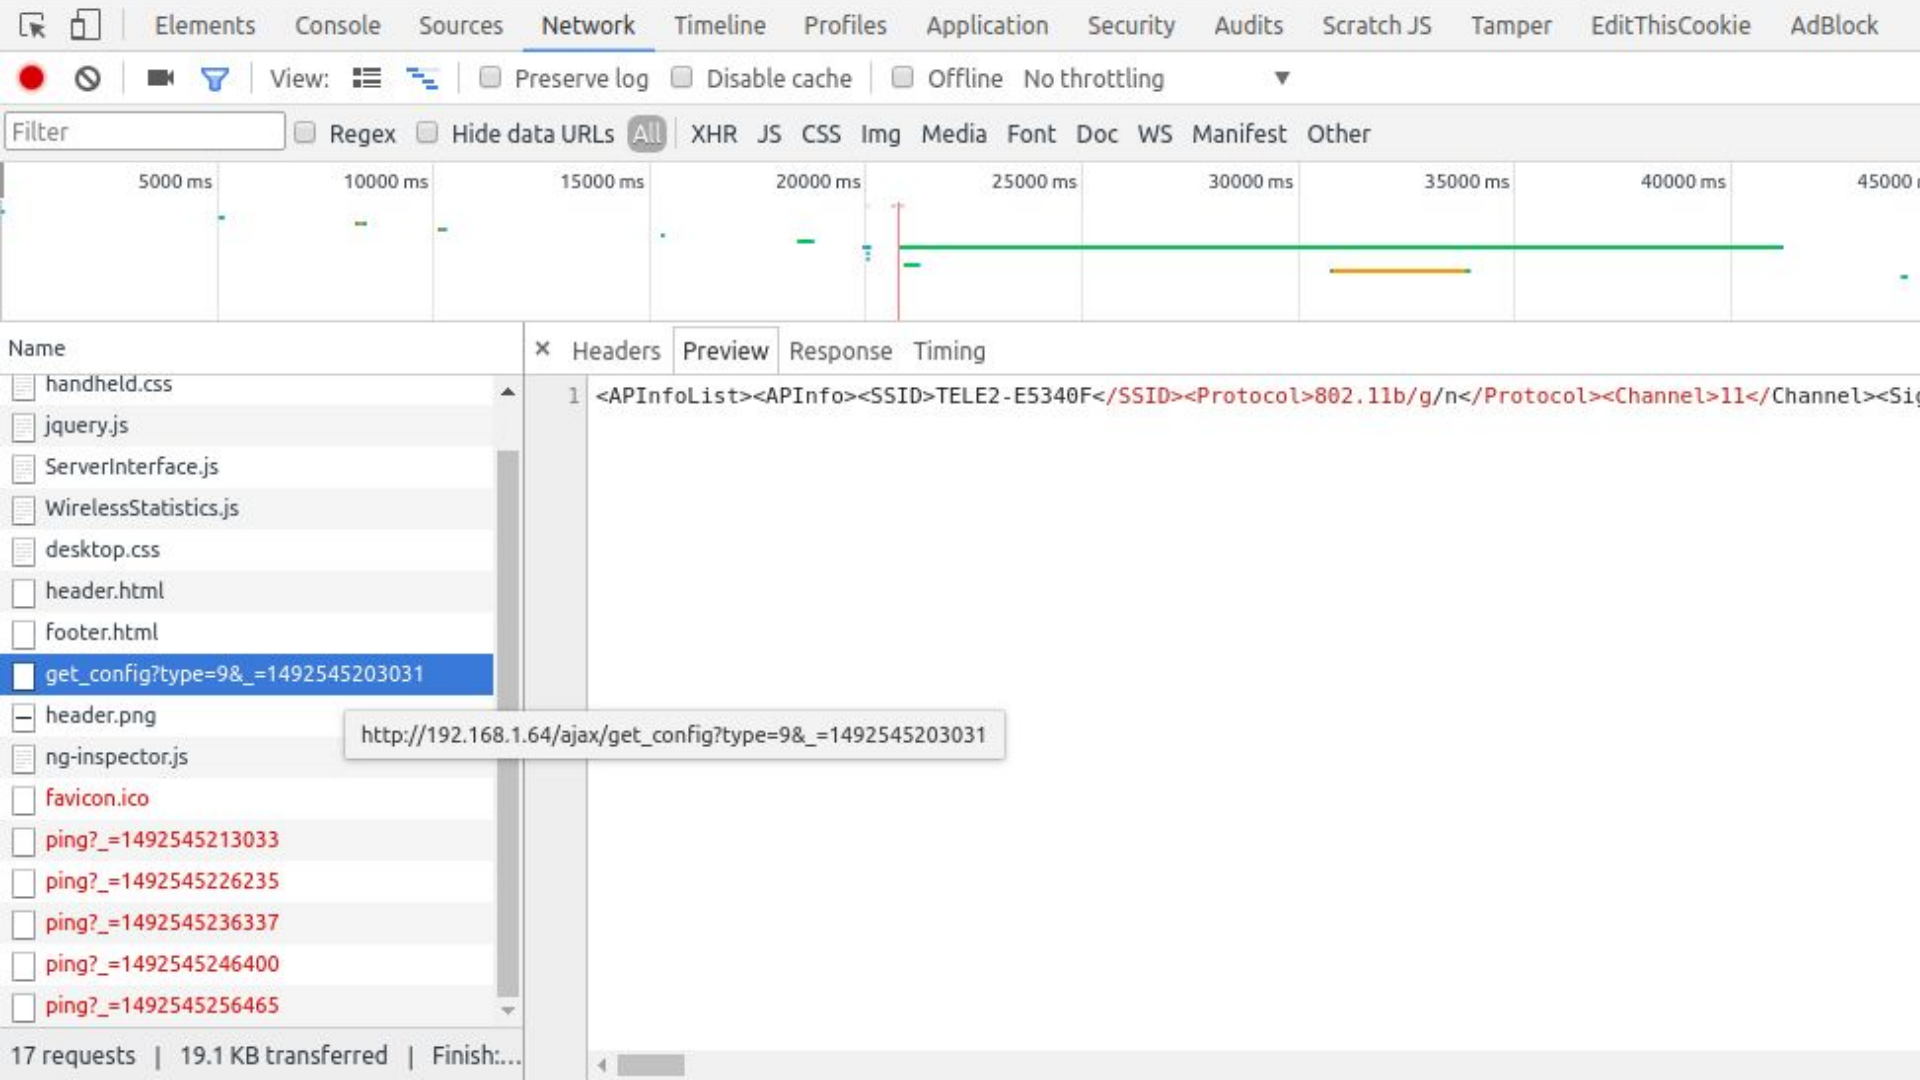 Elements Console Sources Network Timeline Profiles Application Security Audits Scratch JS Tamper EditThisCookie AdBlock
View: Preserve log Disable cache Offline No throttling
Filter Regex Hide data URLs All XHR JS CSS Img Media Font Doc WS Manifest Other
5000 ms 10000 ms 15000 ms 20000 ms 25000 ms 30000 ms 35000 ms 40000 ms 45000
Name
× Headers Preview Response Timing
handheld.css
1 <APInfoList><APInfo><SSID>TELE2-E5340F</SSID><Protocol>802.11b/g/n</Protocol><Channel>11</Channel><Sig
jquery.js
ServerInterface.js
WirelessStatistics.js
desktop.css
header.html
footer.html
get_config?type=9&_=1492545203031
header.png
http://192.168.1.64/ajax/get_config?type=9&_=1492545203031
ng-inspector.js
favicon.ico
ping?_=1492545213033
ping?_=1492545226235
ping?_=1492545236337
ping?_=1492545246400
ping?_=1492545256465
17 requests | 19.1 KB transferred | Finish:...